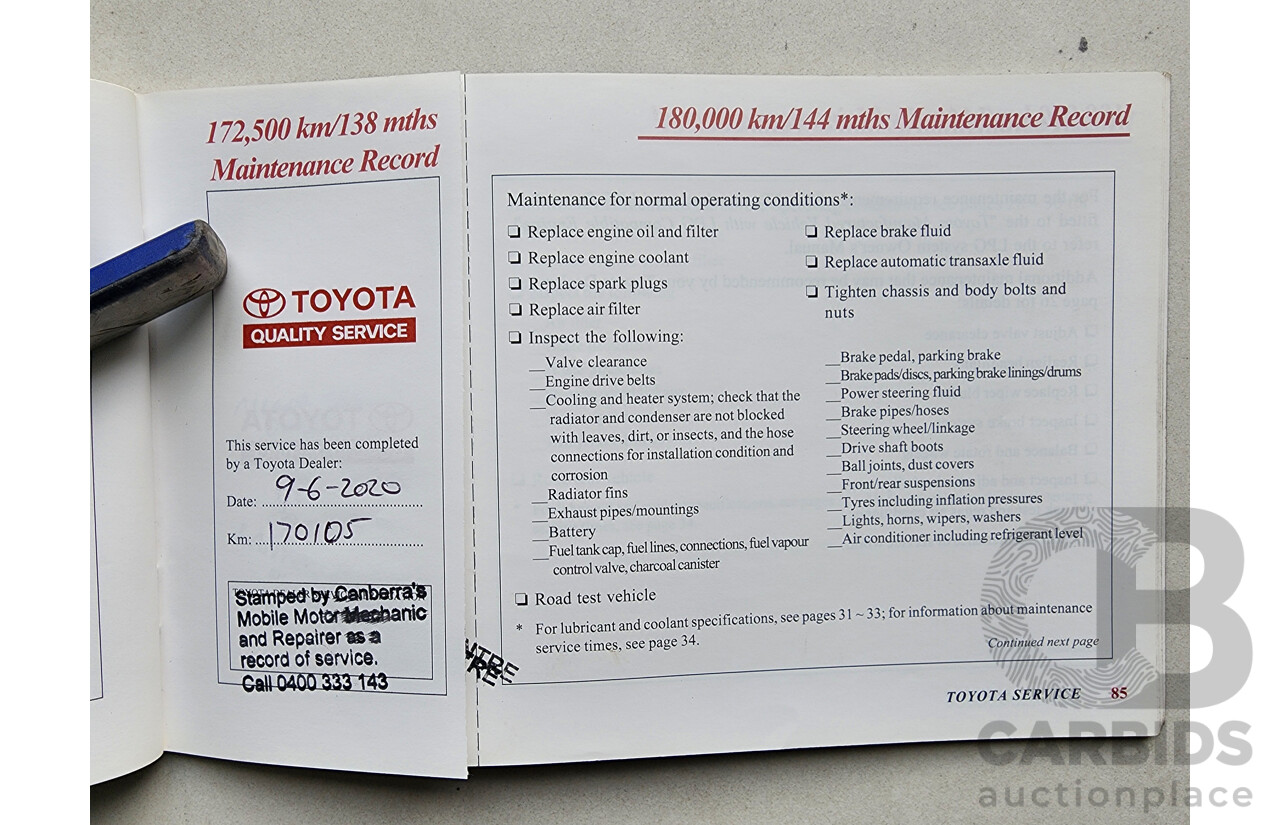 172,500 km/138 mths
Maintenance Record
TOYOTA
QUALITY SERVICE
This service has been completed
by a Toyota Dealer:
Date: 9-6-2020
Km: 170105
Stamped by Canberra's
Mobile Motor Mechanic
and Repairer as a
record of service.
Call 0400 333 143
180,000 km/144 mths Maintenance Record
Maintenance for normal operating conditions*:
❏ Replace engine oil and filter
❏ Replace engine coolant
❏ Replace spark plugs
❏ Replace air filter
❏ Inspect the following:
__Valve clearance
__Engine drive belts
__Cooling and heater system; check that the
radiator and condenser are not blocked
with leaves, dirt, or insects, and the hose
connections for installation condition and
corrosion
__Radiator fins
__Exhaust pipes/mountings
__Battery
__Fuel tank cap, fuel lines, connections, fuel vapour
control valve, charcoal canister
❏ Road test vehicle
❏ Replace brake fluid
❏ Replace automatic transaxle fluid
❏ Tighten chassis and body bolts and
nuts
__Brake pedal, parking brake
__Brake pads/discs, parking brake linings/drums
__Power steering fluid
__Brake pipes/hoses
__Steering wheel/linkage
__Drive shaft boots
__Ball joints, dust covers
__Front/rear suspensions
__Tyres including inflation pressures
__Lights, horns, wipers, washers
__Air conditioner including refrigerant level
* For lubricant and coolant specifications, see pages 31 ~ 33; for information about maintenance
service times, see page 34.
Continued next page
TOYOTA SERVICE 85
CARBIDS
auctionplace